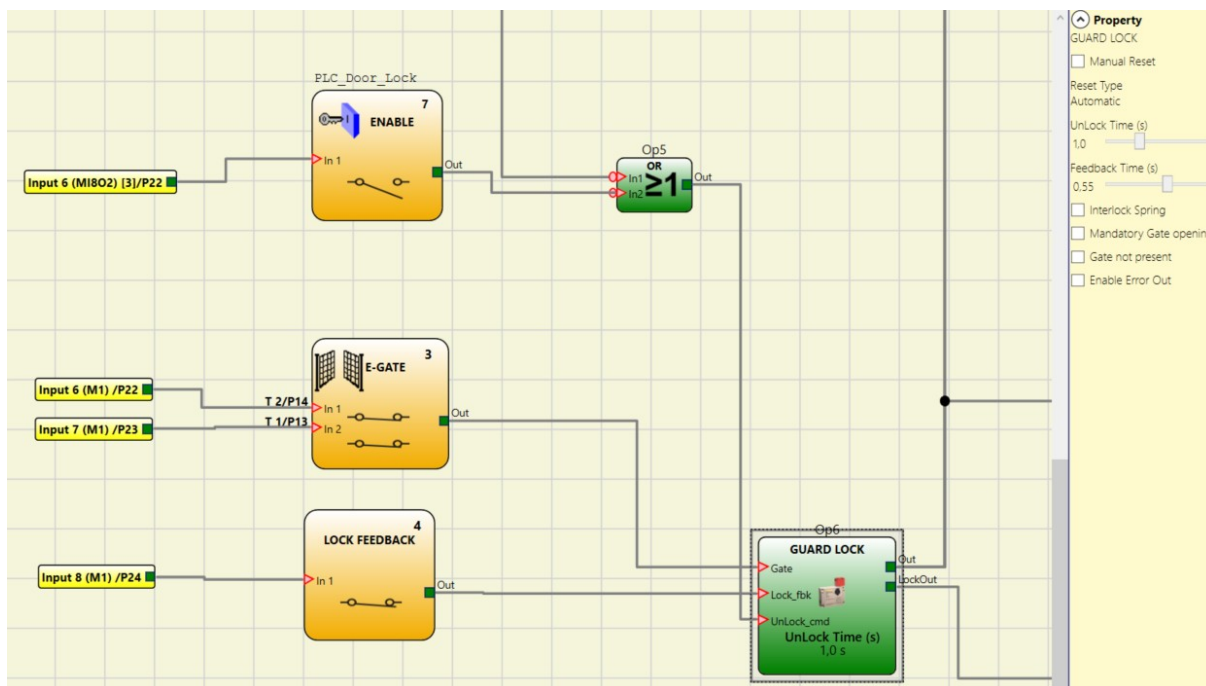 PLC_Door_Lock
7
ENABLE
In 1
Out
Input 6 (MI8O2) [3]/P22
Op5
OR
In1
In2
≥1
Out
3
E-GATE
Input 6 (M1) /P22
T 2/P14
In 1
Input 7 (M1) /P23
T 1/P13
In 2
Out
4
LOCK FEEDBACK
Input 8 (M1) /P24
In 1
Out
Op6
GUARD LOCK
Gate
Lock_fbk
UnLock_cmd
Out
LockOut
UnLock Time (s)
1,0 s
Property
GUARD LOCK
Manual Reset
Reset Type
Automatic
UnLock Time (s)
1,0
Feedback Time (s)
0,55
Interlock Spring
Mandatory Gate openin
Gate not present
Enable Error Out